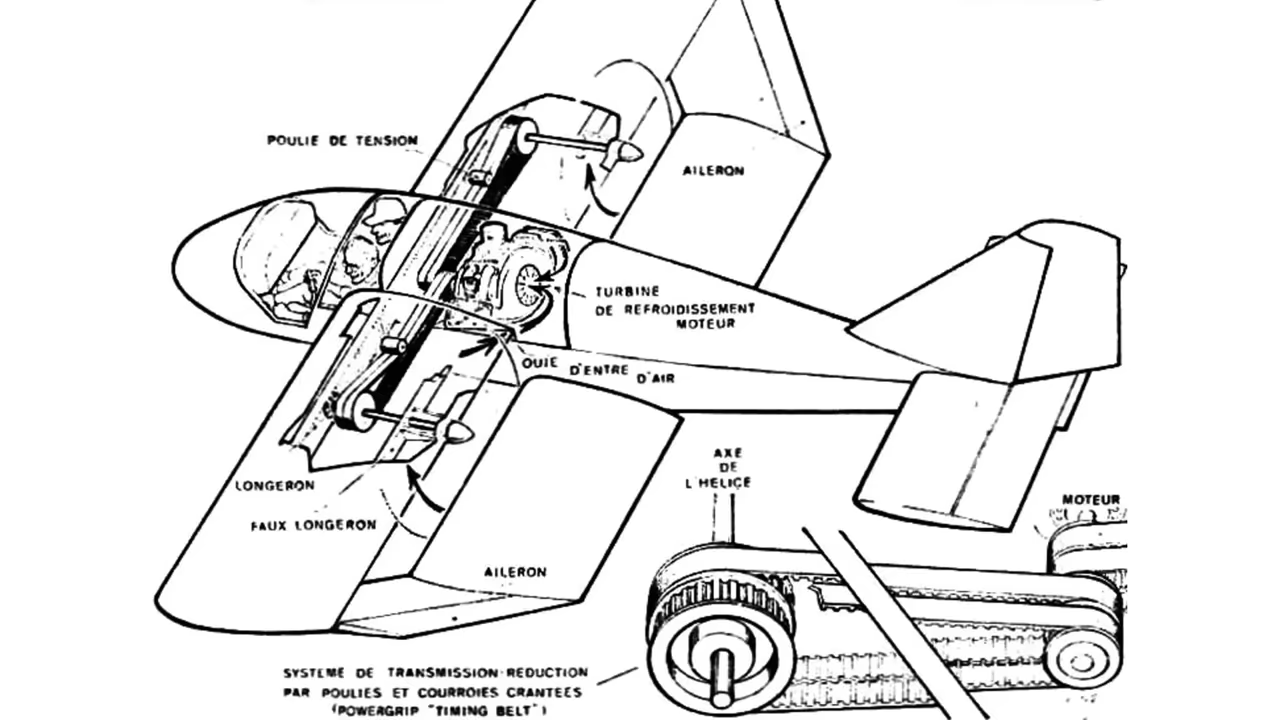 POULIE DE TENSION
AILERON
TURBINE
DE REFROIDISSEMENT
MOTEUR
OUIE D'ENTRE D'AIR
AXE
DE
L'HELICE
LONGERON
MOTEUR
FAUX LONGERON
AILERON
SYSTEME DE TRANSMISSION-REDUCTION
PAR POULIES ET COURROIES CRANTEES
(POWERGRIP "TIMING BELT")